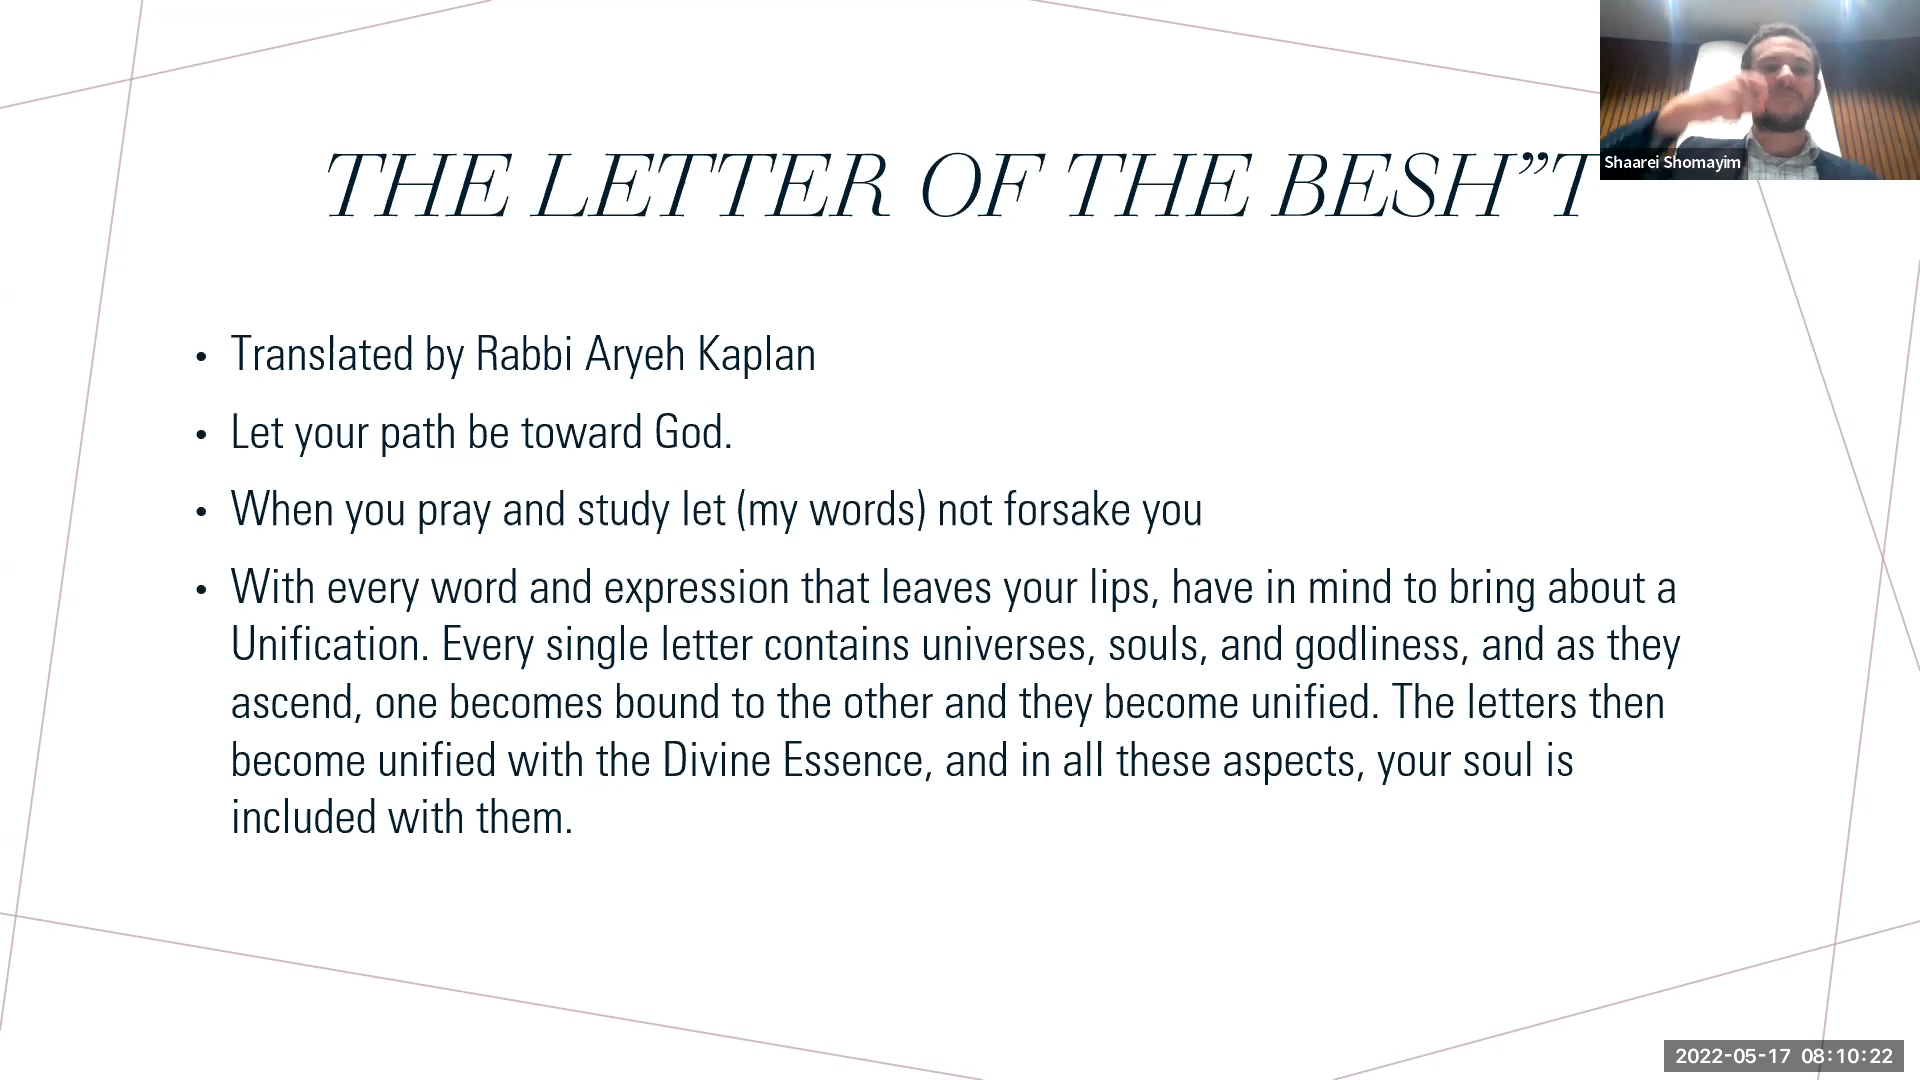 THE LETTER OF THE BESH”T
Shaarei Shomayim
• Translated by Rabbi Aryeh Kaplan
• Let your path be toward God.
• When you pray and study let (my words) not forsake you
• With every word and expression that leaves your lips, have in mind to bring about a
Unification. Every single letter contains universes, souls, and godliness, and as they
ascend, one becomes bound to the other and they become unified. The letters then
become unified with the Divine Essence, and in all these aspects, your soul is
included with them.
2022-05-17 08:10:22